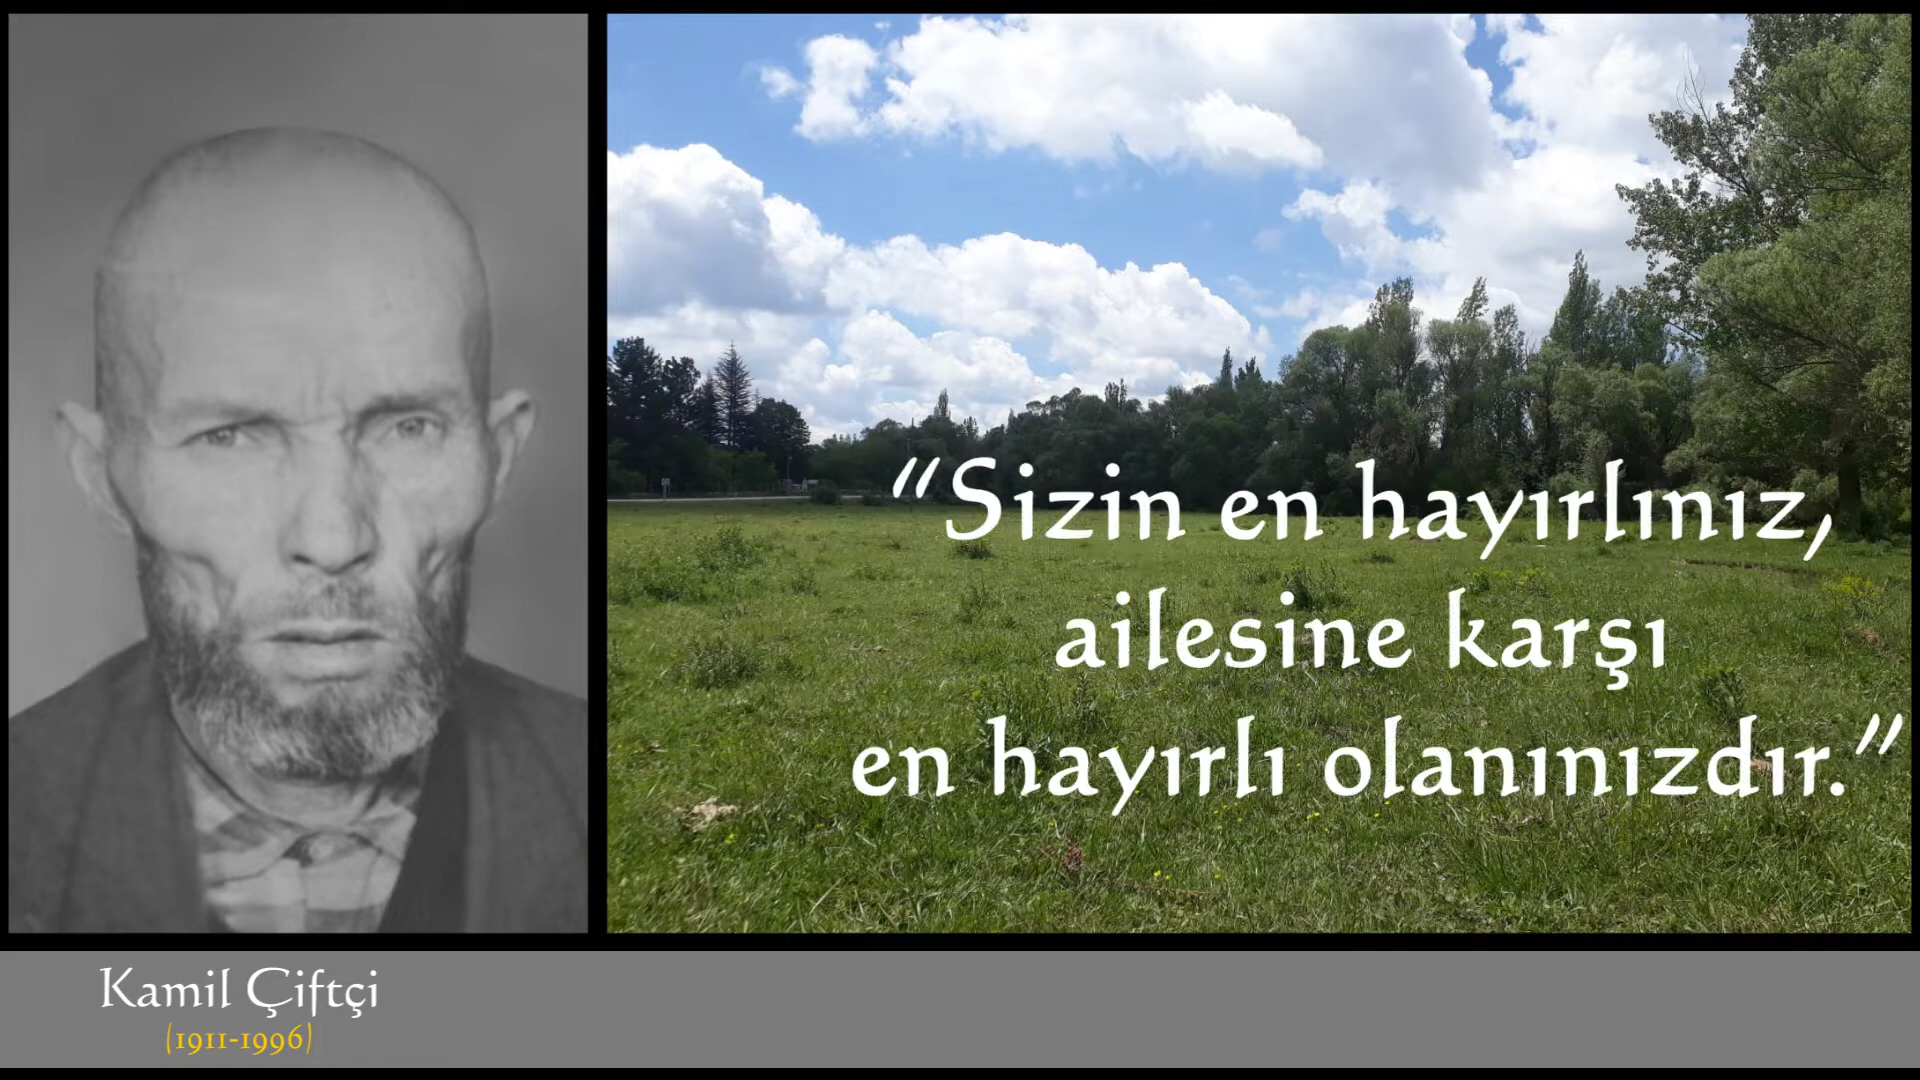 “Sizin en hayırlınız,
ailesine karşı
en hayırlı olanınızdır.”
Kamil Çiftçi
(1911-1996)